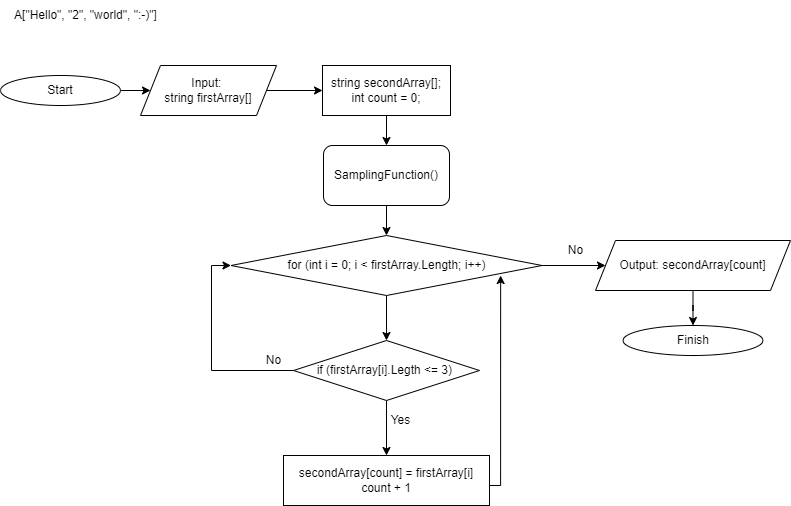 A["Hello", "2", "world", ":-)"]
Start
Input:
string firstArray[]
string secondArray[];
int count = 0;
SamplingFunction()
for (int i = 0; i < firstArray.Length; i++)
No
Output: secondArray[count]
Finish
No
if (firstArray[i].Legth <= 3)
Yes
secondArray[count] = firstArray[i]
count + 1